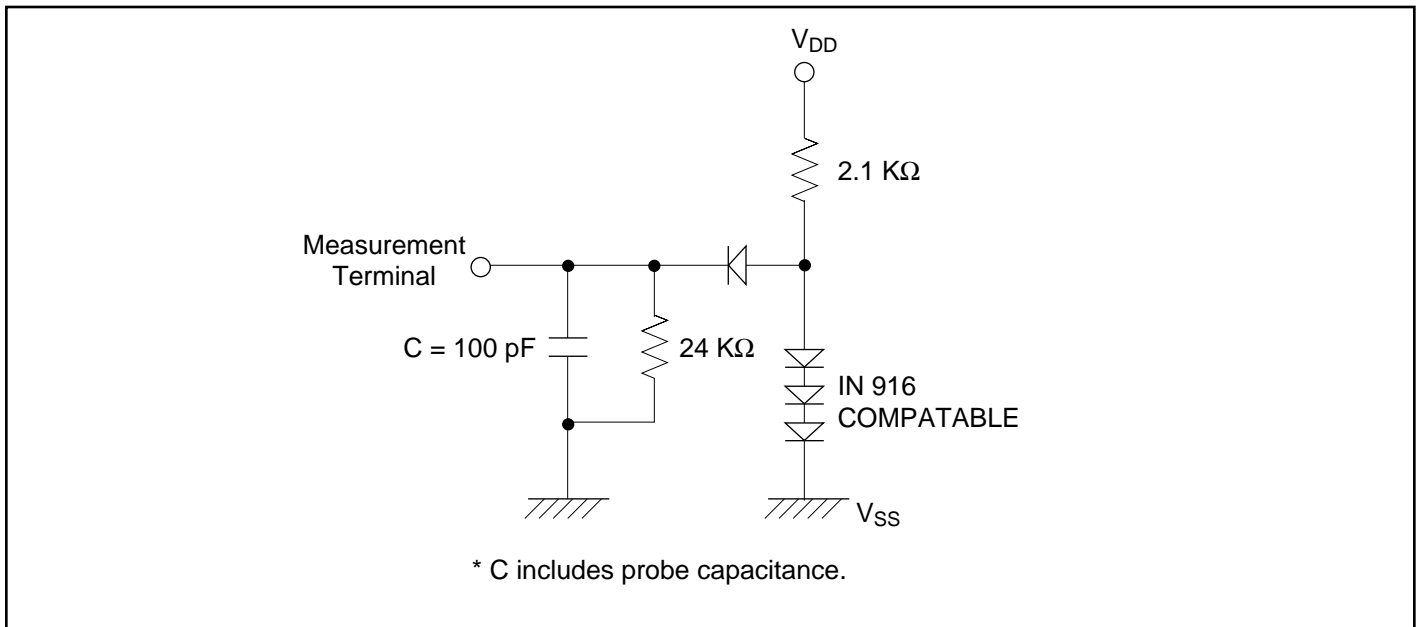 VDD
2.1 KΩ
Measurement
Terminal
C = 100 pF
24 KΩ
IN 916
COMPATABLE
VSS
* C includes probe capacitance.